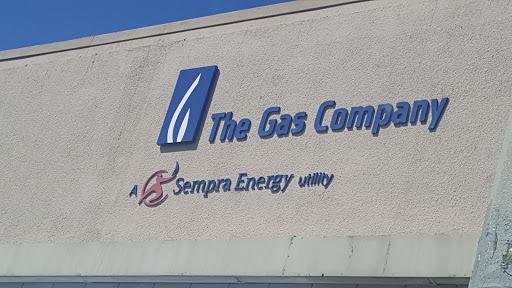 The Gas Company
A Sempra Energy utility